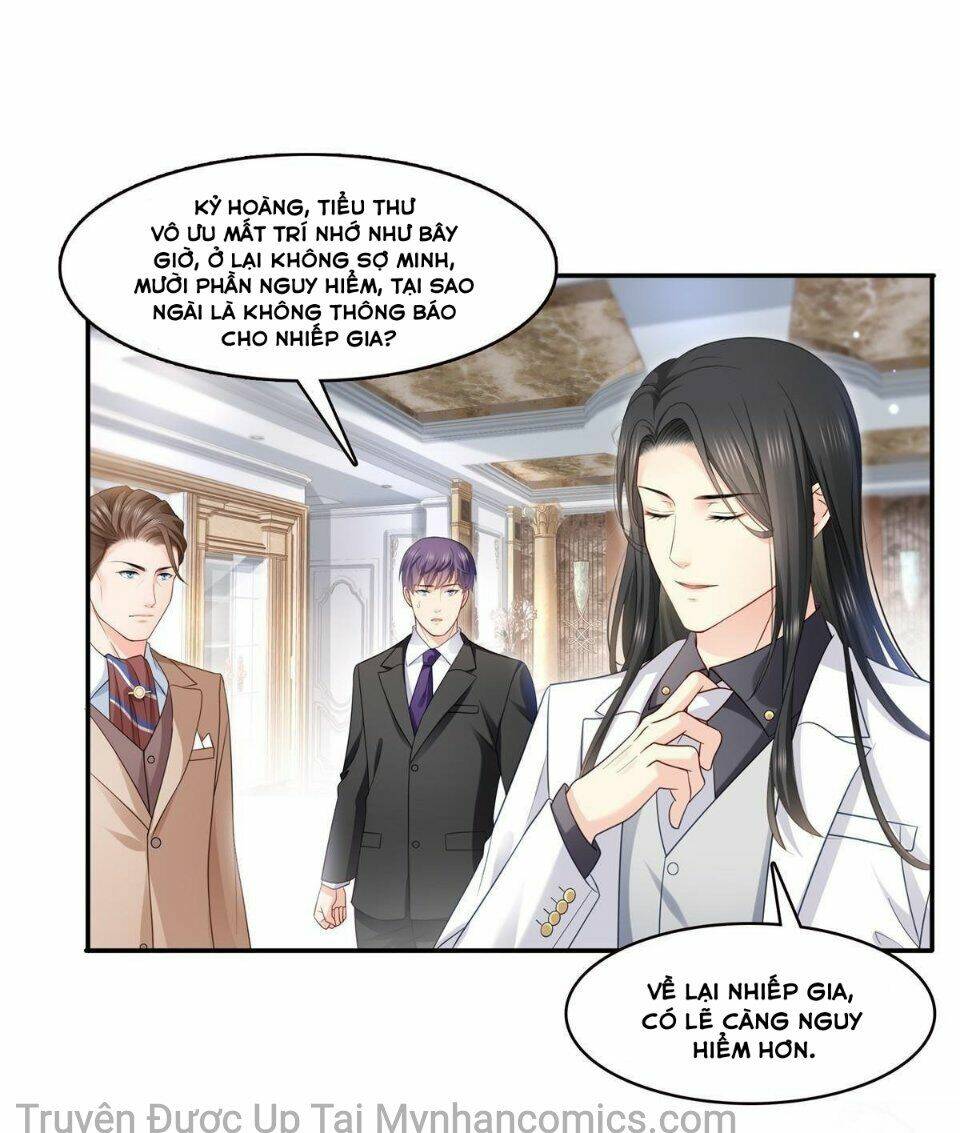 KỶ HOÀNG, TIỂU THƯ
VÔ ƯU MẤT TRÍ NHỚ NHƯ BÂY
GIỜ, Ở LẠI KHÔNG SỢ MINH,
MƯỜI PHẦN NGUY HIỂM, TẠI SAO
NGÀI LÀ KHÔNG THÔNG BÁO
CHO NHIẾP GIA?
VỀ LẠI NHIẾP GIA,
CÓ LẼ CÀNG NGUY
HIỂM HƠN.
Truyện Được Up Tại Mynhancomics.com